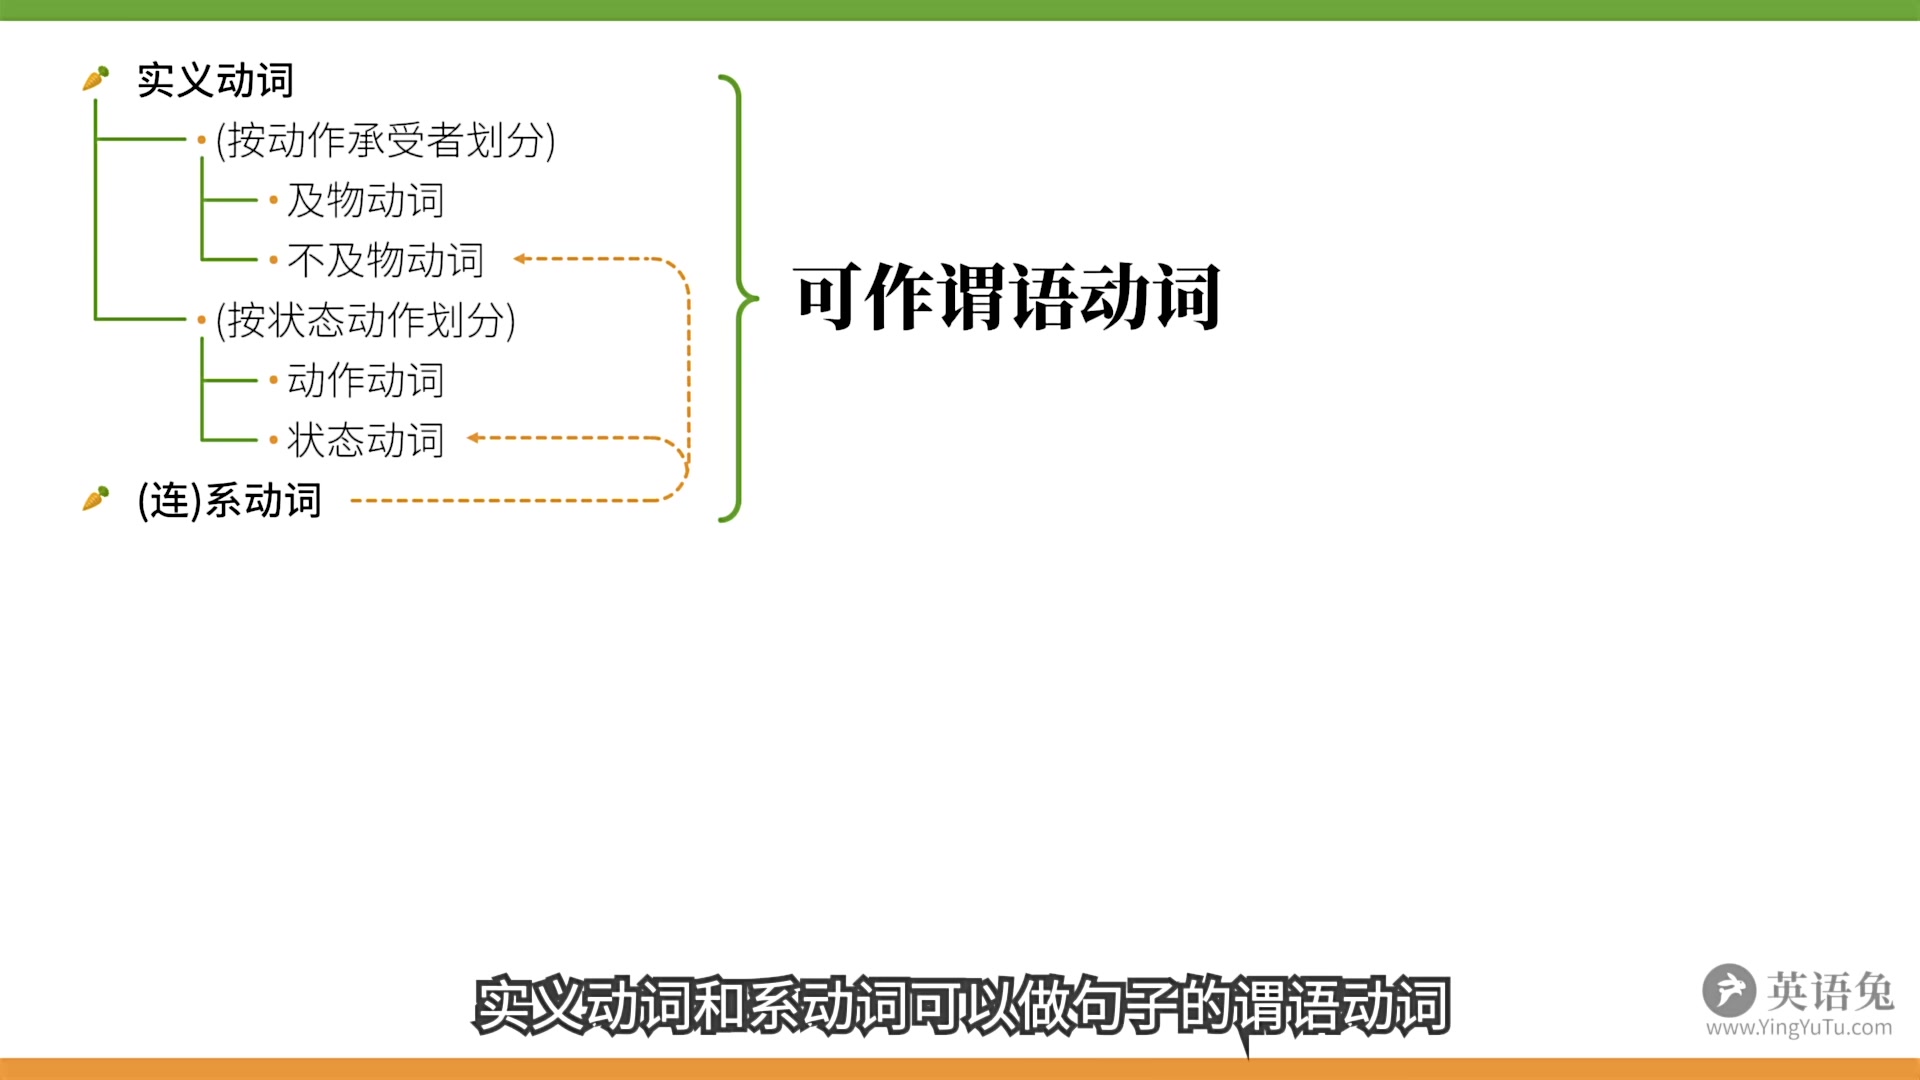 实义动词
(按动作承受者划分)
及物动词
不及物动词
(按状态动作划分)
动作动词
状态动词
(连)系动词
可作谓语动词
实义动词和系动词可以做句子的谓语动词
英语兔
www.YingYuTu.com